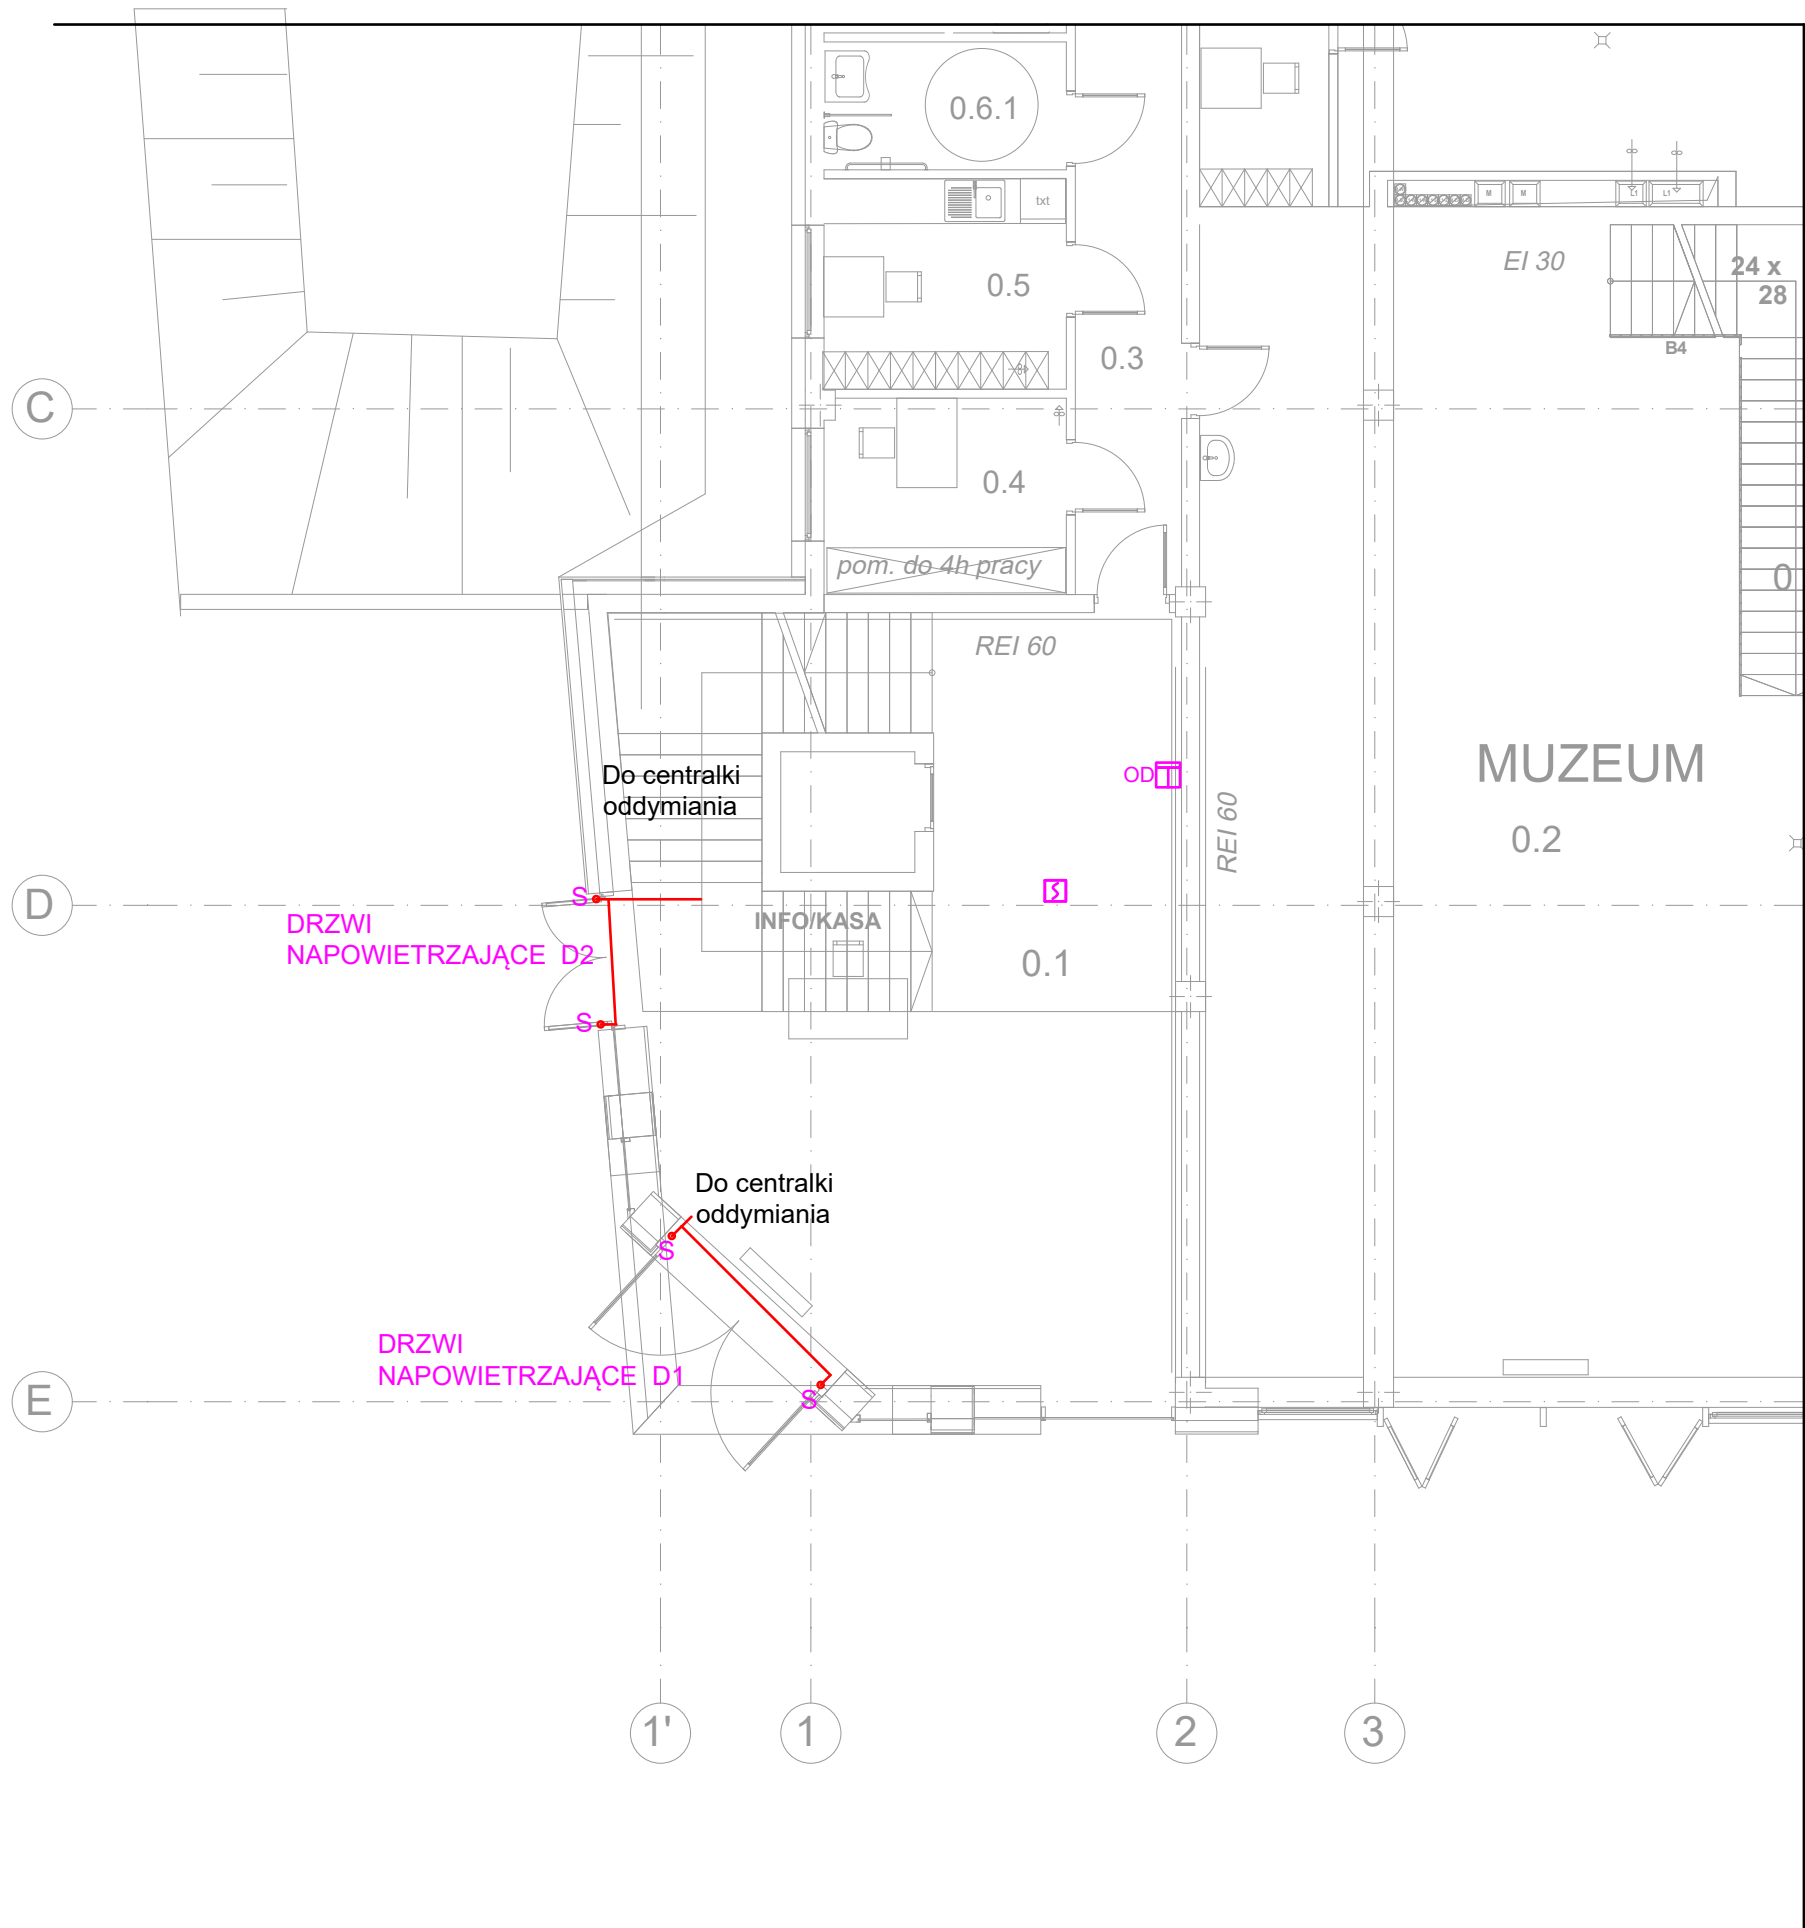 0.6.1
txt
M
M
L1
L1
0.5
EI 30
24 x
28
B4
0.3
C
0.4
pom. do 4h pracy
0
REI 60
MUZEUM
Do centralki
oddymiania
OD
REI 60
0.2
S
D
DRZWI
NAPOWIETRZAJĄCE D2
INFO/KASA
0.1
S
Do centralki
oddymiania
S
DRZWI
NAPOWIETRZAJĄCE D1
S
E
1'
1
2
3